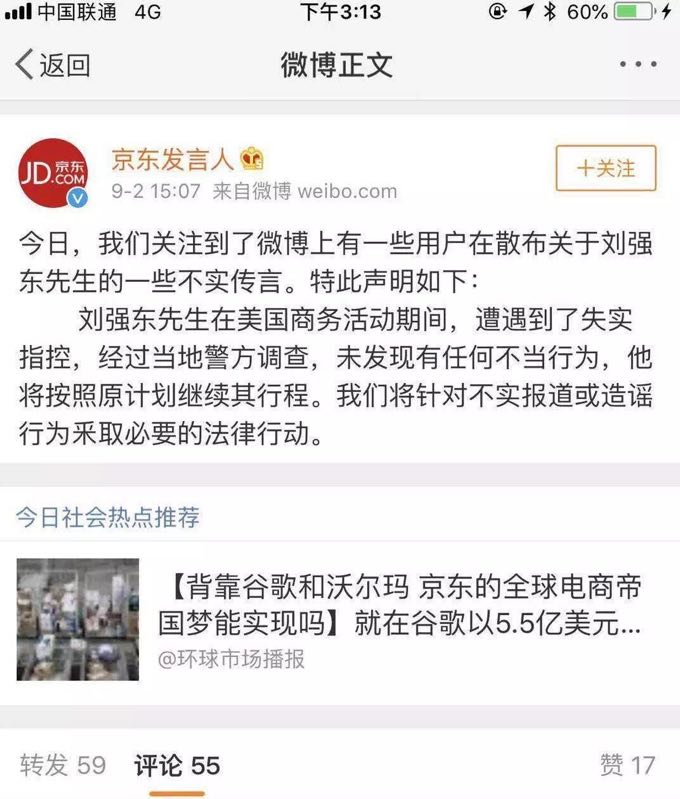 中国联通 4G 下午3:13 60%
返回 微博正文
JD.COM 京东
京东发言人
+关注
9-2 15:07 来自微博 weibo.com
今日，我们关注到了微博上有一些用户在散布关于刘强
东先生的一些不实传言。特此声明如下：
刘强东先生在美国商务活动期间，遭遇到了失实
指控，经过当地警方调查，未发现有任何不当行为，他
将按照原计划继续其行程。我们将针对不实报道或造谣
行为采取必要的法律行动。
今日社会热点推荐
【背靠谷歌和沃尔玛 京东的全球电商帝
国梦能实现吗】就在谷歌以5.5亿美元...
@环球市场播报
转发 59 评论 55 赞 17